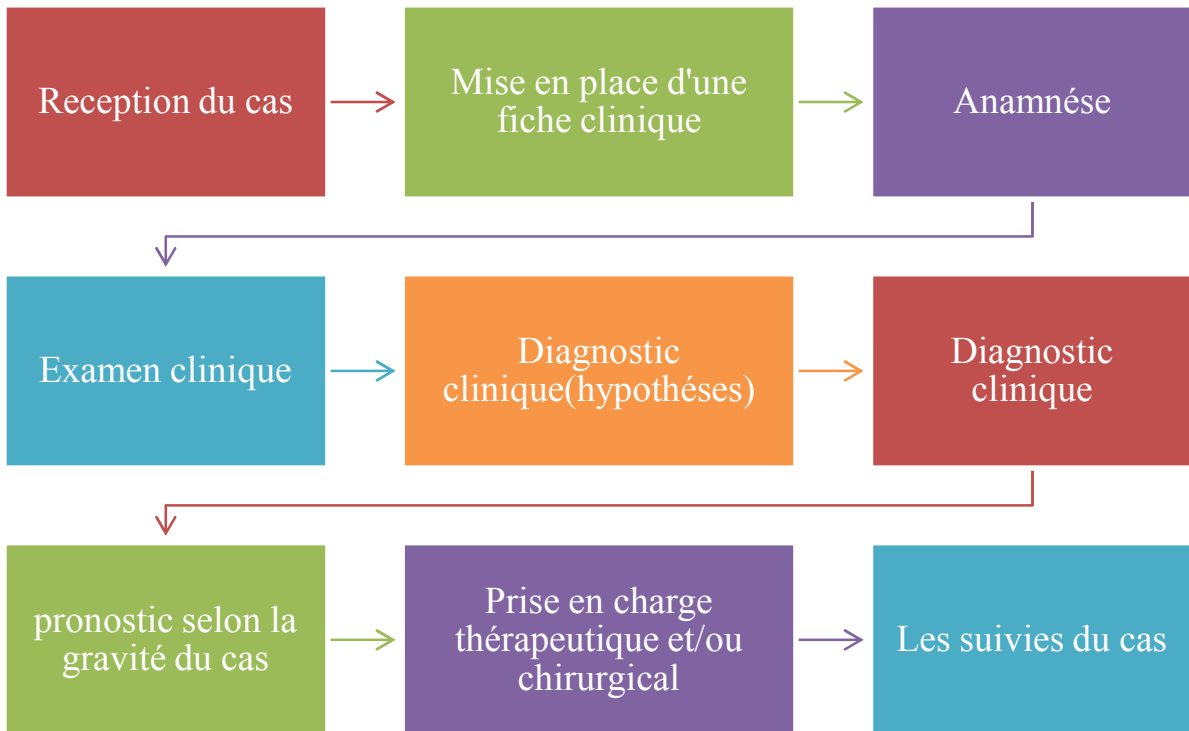 Reception du cas
Mise en place d'une
fiche clinique
Anamnése
Examen clinique
Diagnostic
clinique(hypothéses)
Diagnostic
clinique
pronostic selon la
gravité du cas
Prise en charge
thérapeutique et/ou
chirurgical
Les suivies du cas